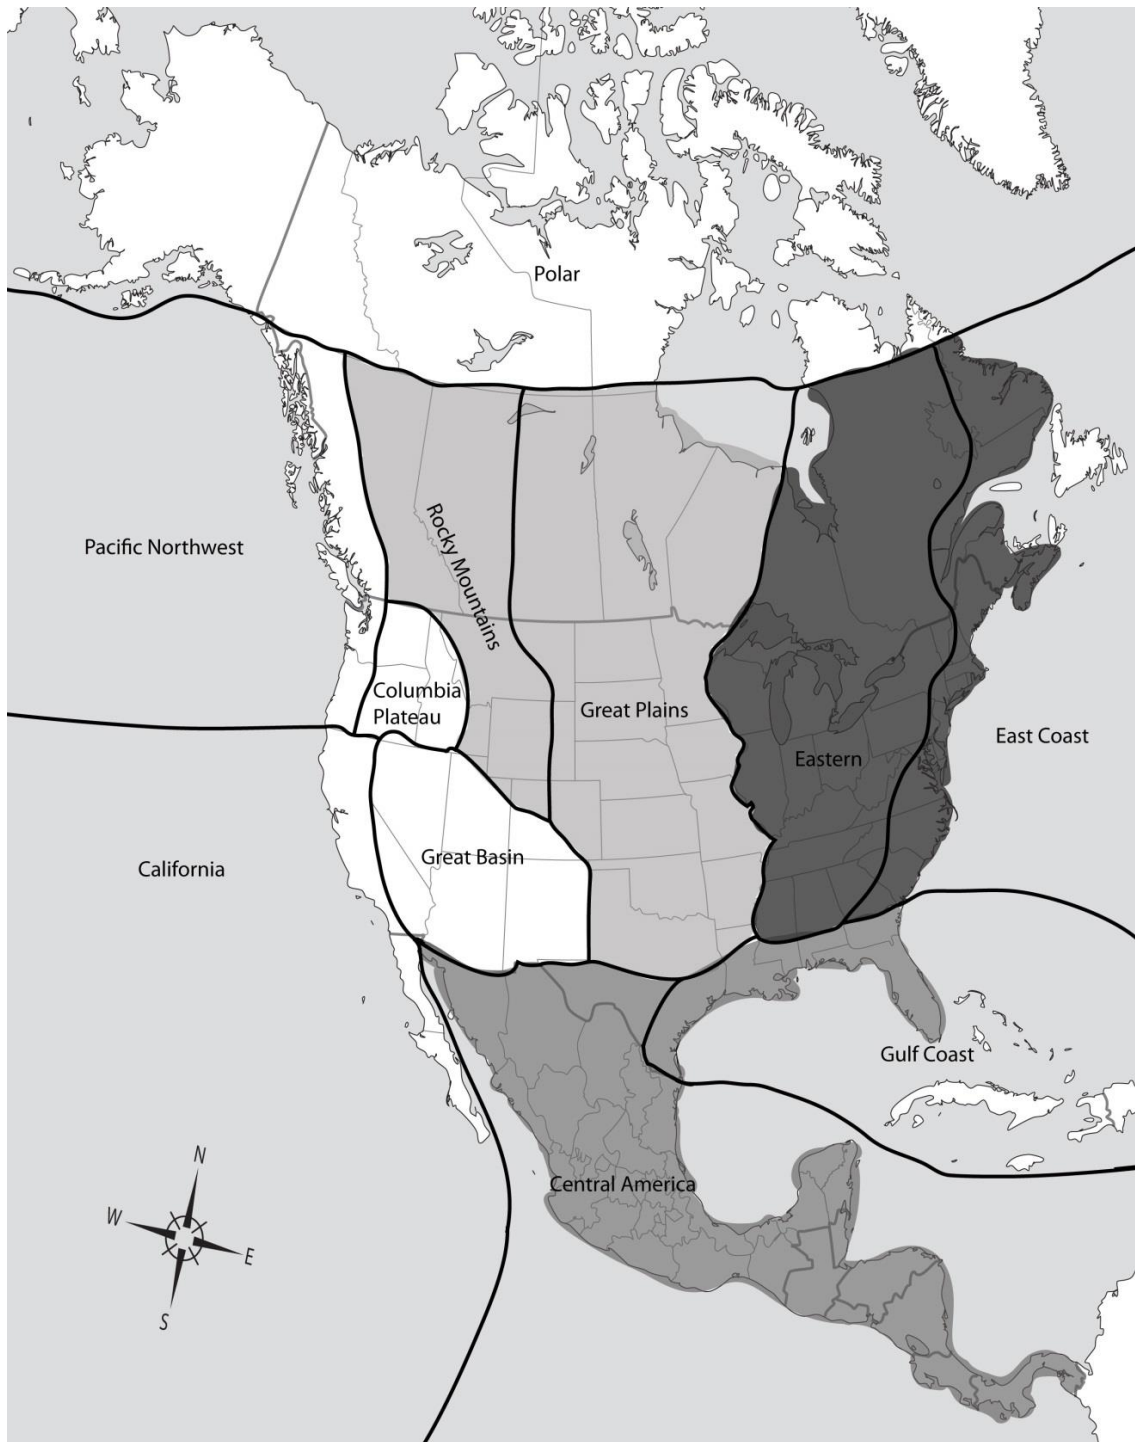 Polar
Pacific Northwest
Rocky Mountains
Columbia
Plateau
Great Plains
Eastern
East Coast
California
Great Basin
Gulf Coast
Central America
N
W
E
S